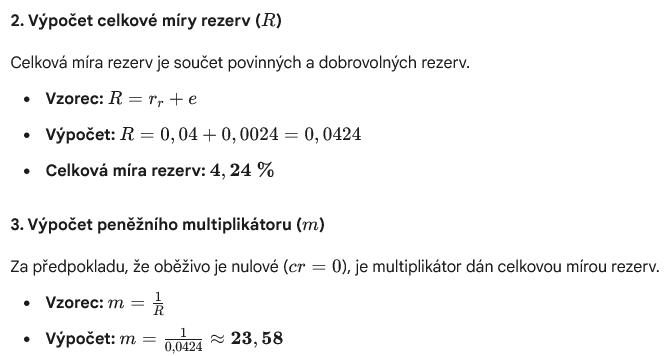 2. Výpočet celkové míry rezerv (R)
Celková míra rezerv je součet povinných a dobrovolných rezerv.
• Vzorec: R = r_r + e
• Výpočet: R = 0,04 + 0,0024 = 0,0424
• Celková míra rezerv: 4,24 %
3. Výpočet peněžního multiplikátoru (m)
Za předpokladu, že oběživo je nulové (cr = 0), je multiplikátor dán celkovou mírou rezerv.
• Vzorec: m = 1/R
• Výpočet: m = 1/0,0424 ≈ 23,58